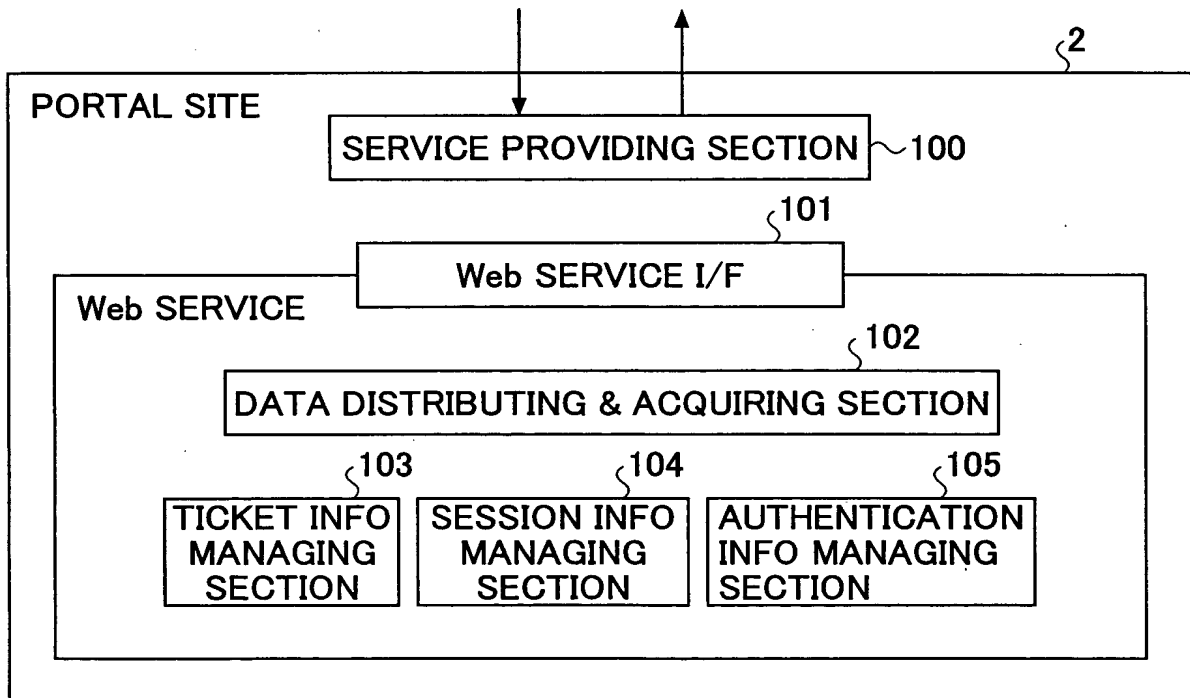 2
PORTAL SITE
SERVICE PROVIDING SECTION
100
101
Web SERVICE I/F
Web SERVICE
102
DATA DISTRIBUTING & ACQUIRING SECTION
103
104
105
TICKET INFO
MANAGING
SECTION
SESSION INFO
MANAGING
SECTION
AUTHENTICATION
INFO MANAGING
SECTION